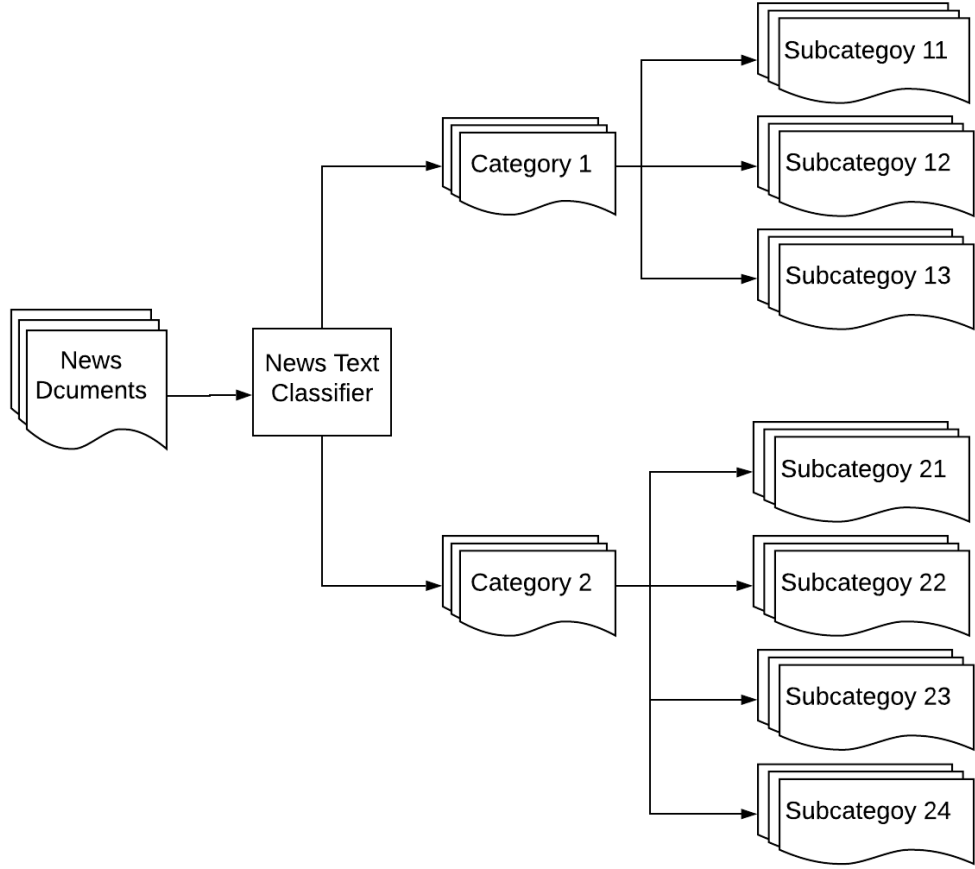 News
Dcuments
News Text
Classifier
Category 1
Subcategoy 11
Subcategoy 12
Subcategoy 13
Category 2
Subcategoy 21
Subcategoy 22
Subcategoy 23
Subcategoy 24